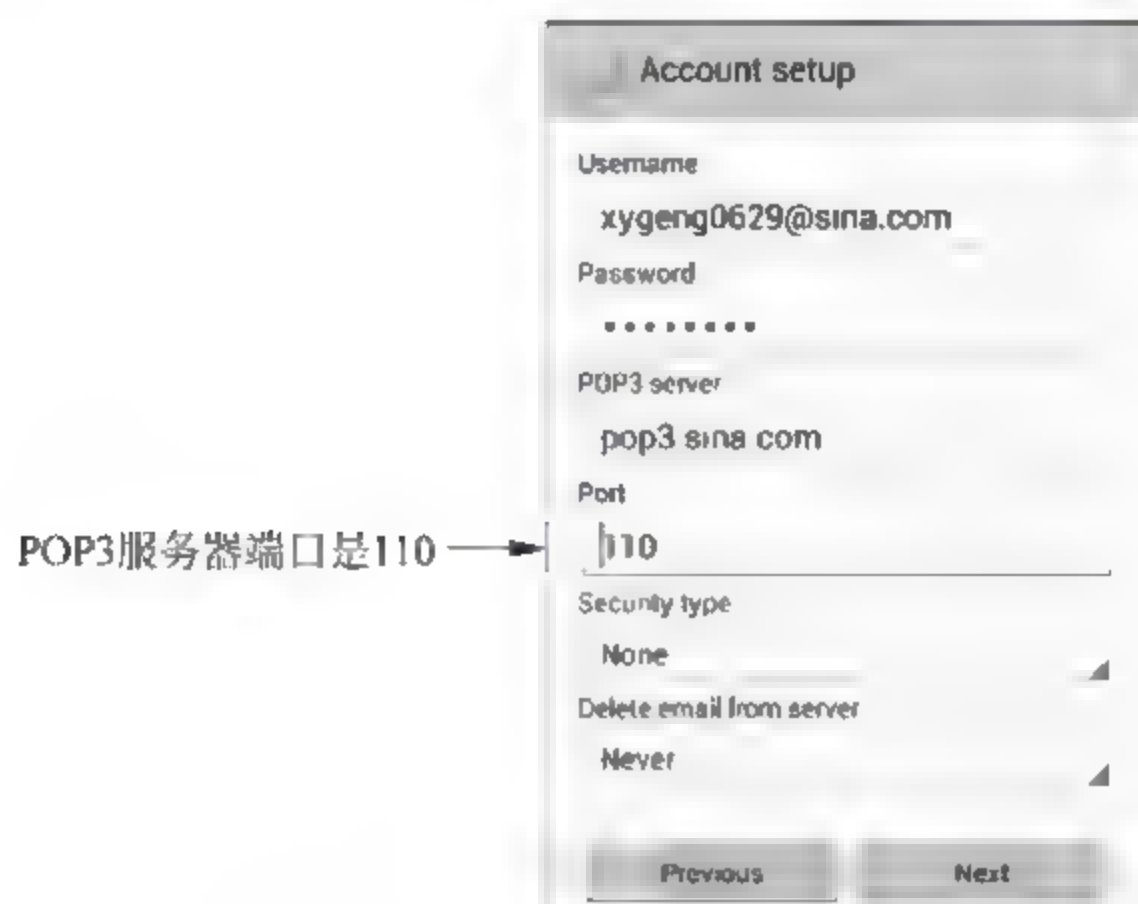 Account setup
Username
xygeng0629@sina.com
Password
••••••••
POP3 server
pop3 sina com
Port
POP3服务器端口是110
110
Security type
None
Delete email from server
Never
Previous
Next